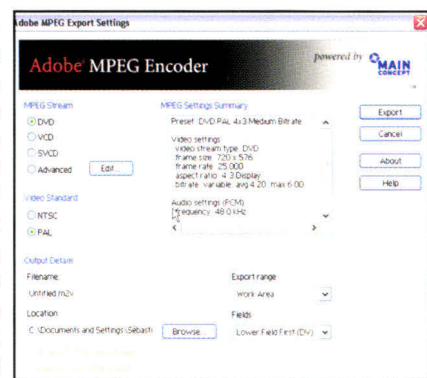 Adobe MPEG Export Settings
Adobe MPEG Encoder
powered by MAIN CONCEPT
MPEG Stream
DVD
VCD
SVCD
Advanced Edit...
Video Standard
NTSC
PAL
MPEG Settings Summary
Preset: DVD PAL 4x3 Medium Bitrate
Video settings
video stream type: DVD
frame size: 720 x 576
frame rate: 25.000
aspect ratio: 4:3 Display
bitrate: variable, avg 4.20 max 6.00
Audio settings (PCM)
frequency: 48.0 kHz
Export
Cancel
About
Help
Output Details
Filename:
Untitled.m2v
Location:
C:\Documents and Settings\Sébasti
Browse...
Export range
Work Area
Fields
Lower Field First (DV)